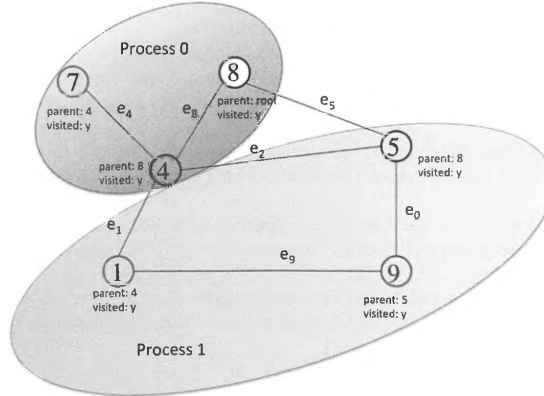 Process 0
7
8
parent: 4
visited: y
e4
e8
parent: root
visited: y
e5
parent: 8
visited: y
4
e2
5
parent: 8
visited: y
e1
e0
1
e9
9
parent: 4
visited: y
parent: 5
visited: y
Process 1